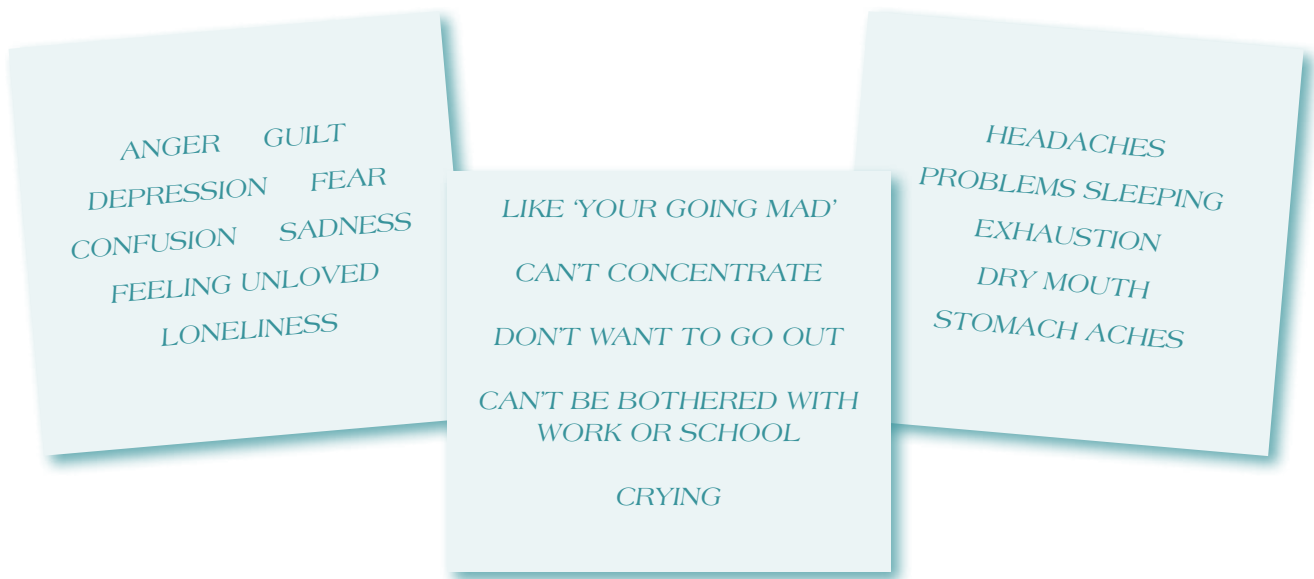 ANGER GUILT
DEPRESSION FEAR
CONFUSION SADNESS
FEELING UNLOVED
LONELINESS
LIKE ‘YOUR GOING MAD’
CAN'T CONCENTRATE
DON'T WANT TO GO OUT
CAN'T BE BOTHERED WITH
WORK OR SCHOOL
CRYING
HEADACHES
PROBLEMS SLEEPING
EXHAUSTION
DRY MOUTH
STOMACH ACHES